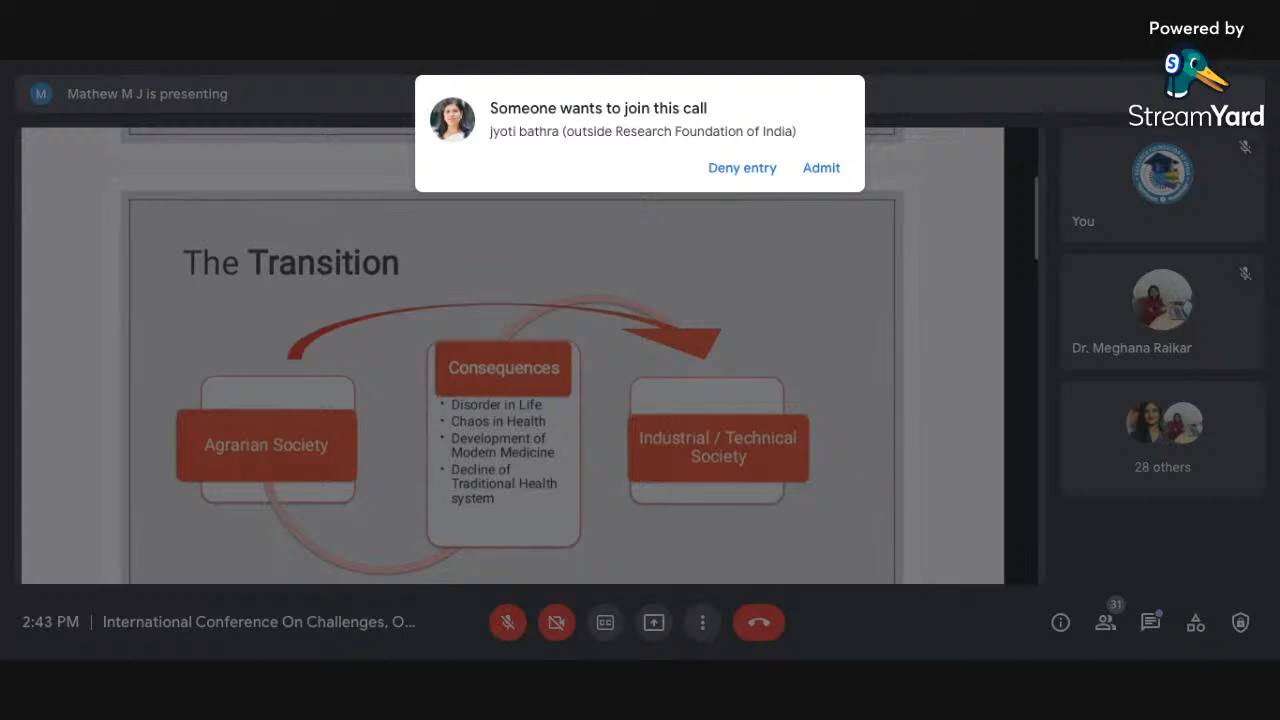 Powered by
StreamYard
M Mathew M J is presenting
Someone wants to join this call
jyoti bathra (outside Research Foundation of India)
Deny entry Admit
The Transition
Agrarian Society
Consequences
• Disorder in Life
• Chaos in Health
• Development of
Modern Medicine
• Decline of
Traditional Health
system
Industrial / Technical
Society
You
Dr. Meghana Raikar
28 others
2:43 PM | International Conference On Challenges, O...
CC
31